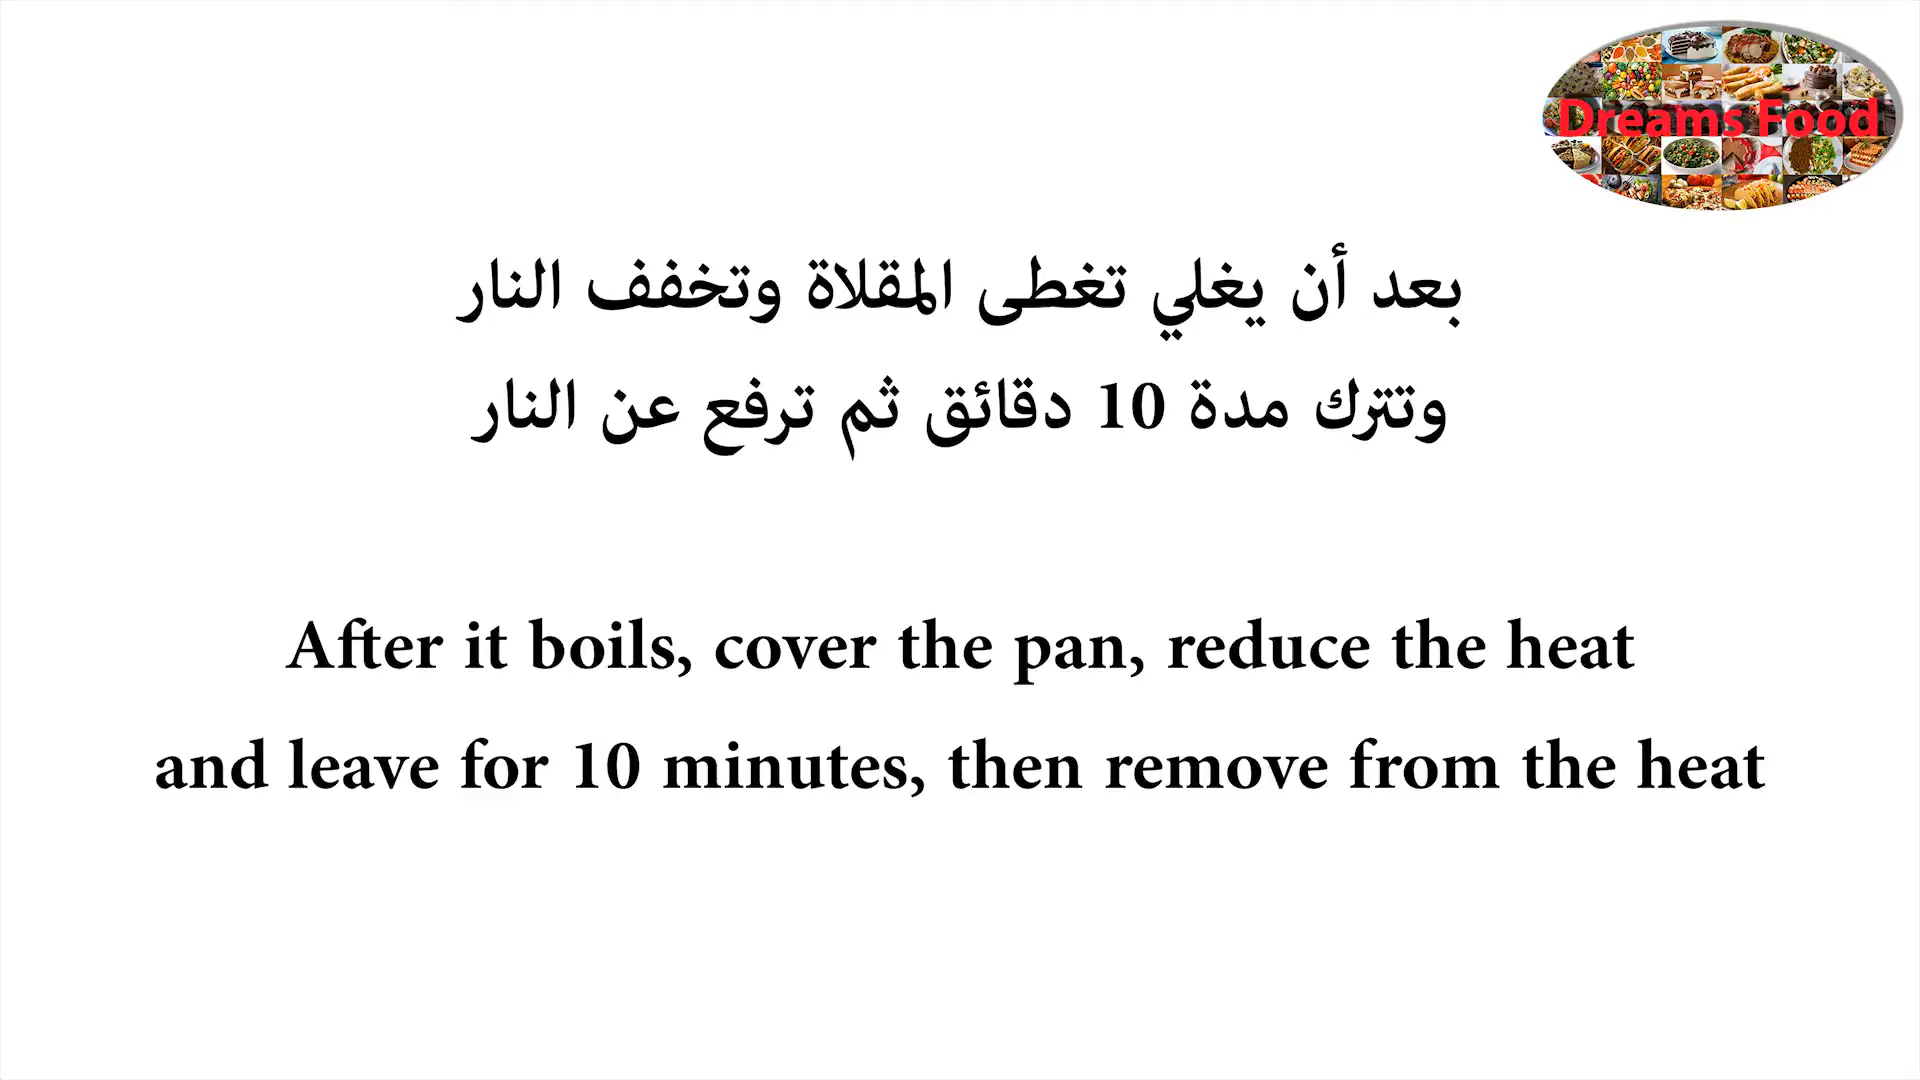 Dreams Food
بعد أن يغلي تغطى المقلاة وتخفف النار
وتترك مدة 10 دقائق ثم ترفع عن النار
After it boils, cover the pan, reduce the heat
and leave for 10 minutes, then remove from the heat